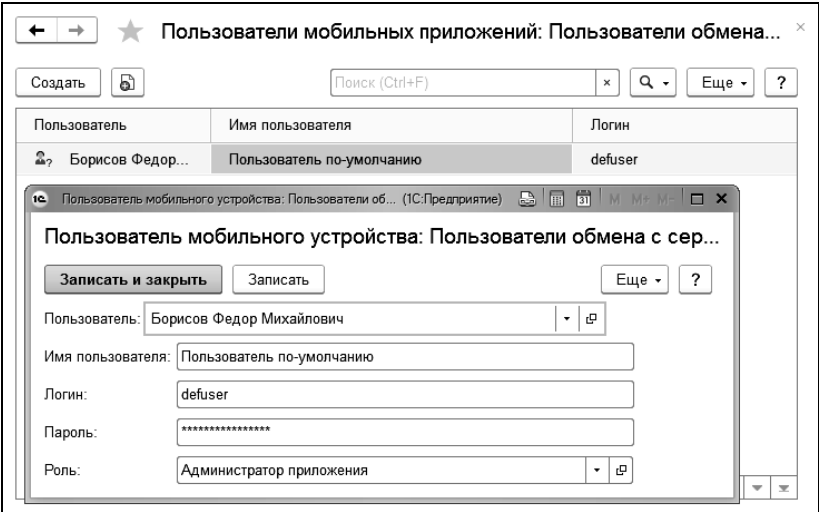 Пользователи мобильных приложений: Пользователи обмена... ×
Создать Поиск (Ctrl+F) × Еще ?
Пользователь Имя пользователя Логин
Борисов Федор... Пользователь по-умолчанию defuser
1С Пользователь мобильного устройства: Пользователи об... (1С:Предприятие) 31 M M+ M-
Пользователь мобильного устройства: Пользователи обмена с сер...
Записать и закрыть Записать Еще ?
Пользователь: Борисов Федор Михайлович
Имя пользователя: Пользователь по-умолчанию
Логин: defuser
Пароль: ****************
Роль: Администратор приложения